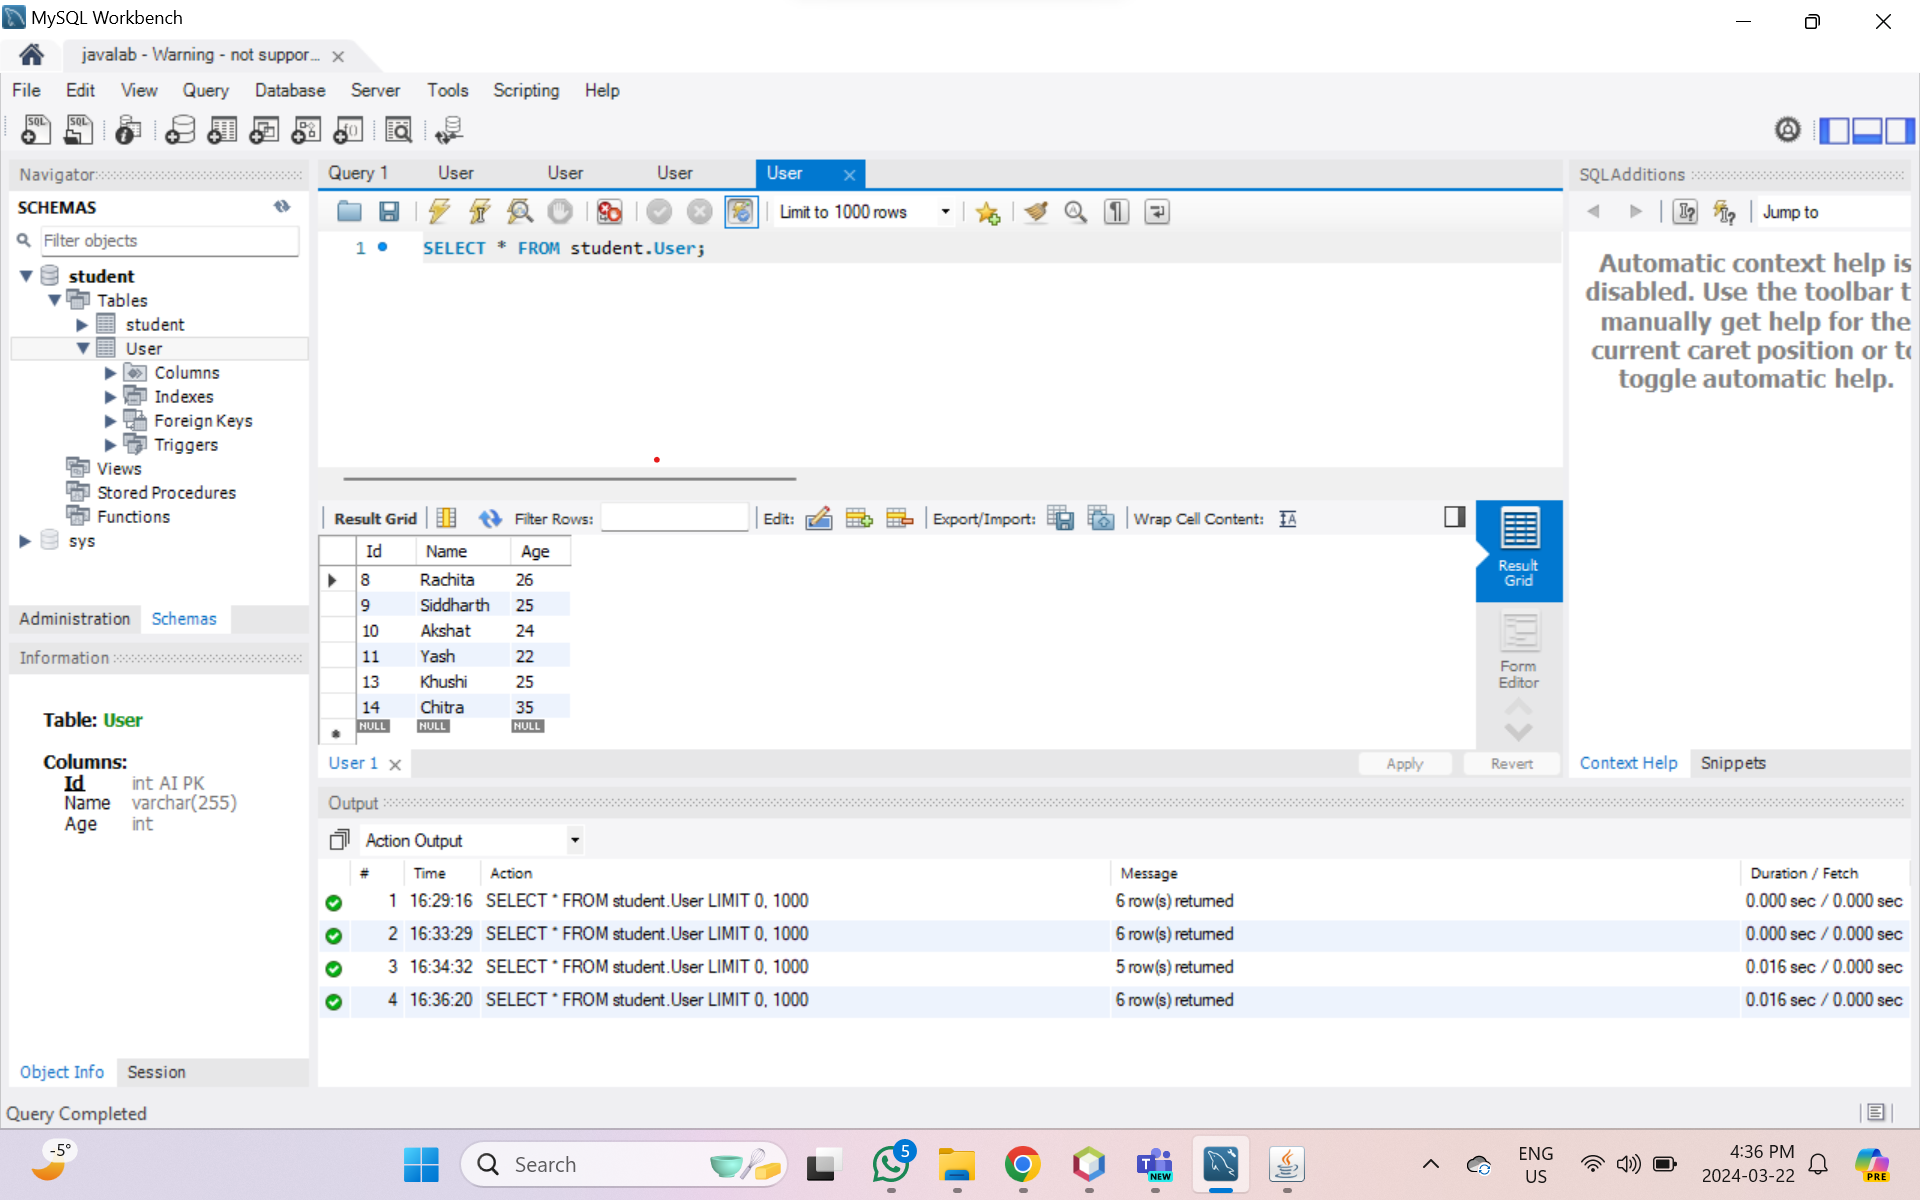 MySQL Workbench
javalab - Warning - not suppor...
File Edit View Query Database Server Tools Scripting Help
Navigator
SCHEMAS
Filter objects
student
Tables
student
User
Columns
Indexes
Foreign Keys
Triggers
Views
Stored Procedures
Functions
sys
Administration Schemas
Information
Table: User
Columns:
Id int AI PK
Name varchar(255)
Age int
Object Info Session
Query 1 User User User User
Limit to 1000 rows
1 SELECT * FROM student.User;
Result Grid Filter Rows: Edit: Export/Import: Wrap Cell Content:
Id Name Age
8 Rachita 26
9 Siddharth 25
10 Akshat 24
11 Yash 22
13 Khushi 25
14 Chitra 35
NULL NULL NULL
Result
Grid
Form
Editor
User 1 Apply Revert
SQLAdditions
Jump to
Automatic context help is
disabled. Use the toolbar t
manually get help for the
current caret position or to
toggle automatic help.
Context Help Snippets
Output
Action Output
# Time Action Message Duration / Fetch
1 16:29:16 SELECT * FROM student.User LIMIT 0, 1000 6 row(s) returned 0.000 sec / 0.000 sec
2 16:33:29 SELECT * FROM student.User LIMIT 0, 1000 6 row(s) returned 0.000 sec / 0.000 sec
3 16:34:32 SELECT * FROM student.User LIMIT 0, 1000 5 row(s) returned 0.016 sec / 0.000 sec
4 16:36:20 SELECT * FROM student.User LIMIT 0, 1000 6 row(s) returned 0.016 sec / 0.000 sec
Query Completed
-5°
Search
5
NEW
ENG
US
4:36 PM
2024-03-22
PRE